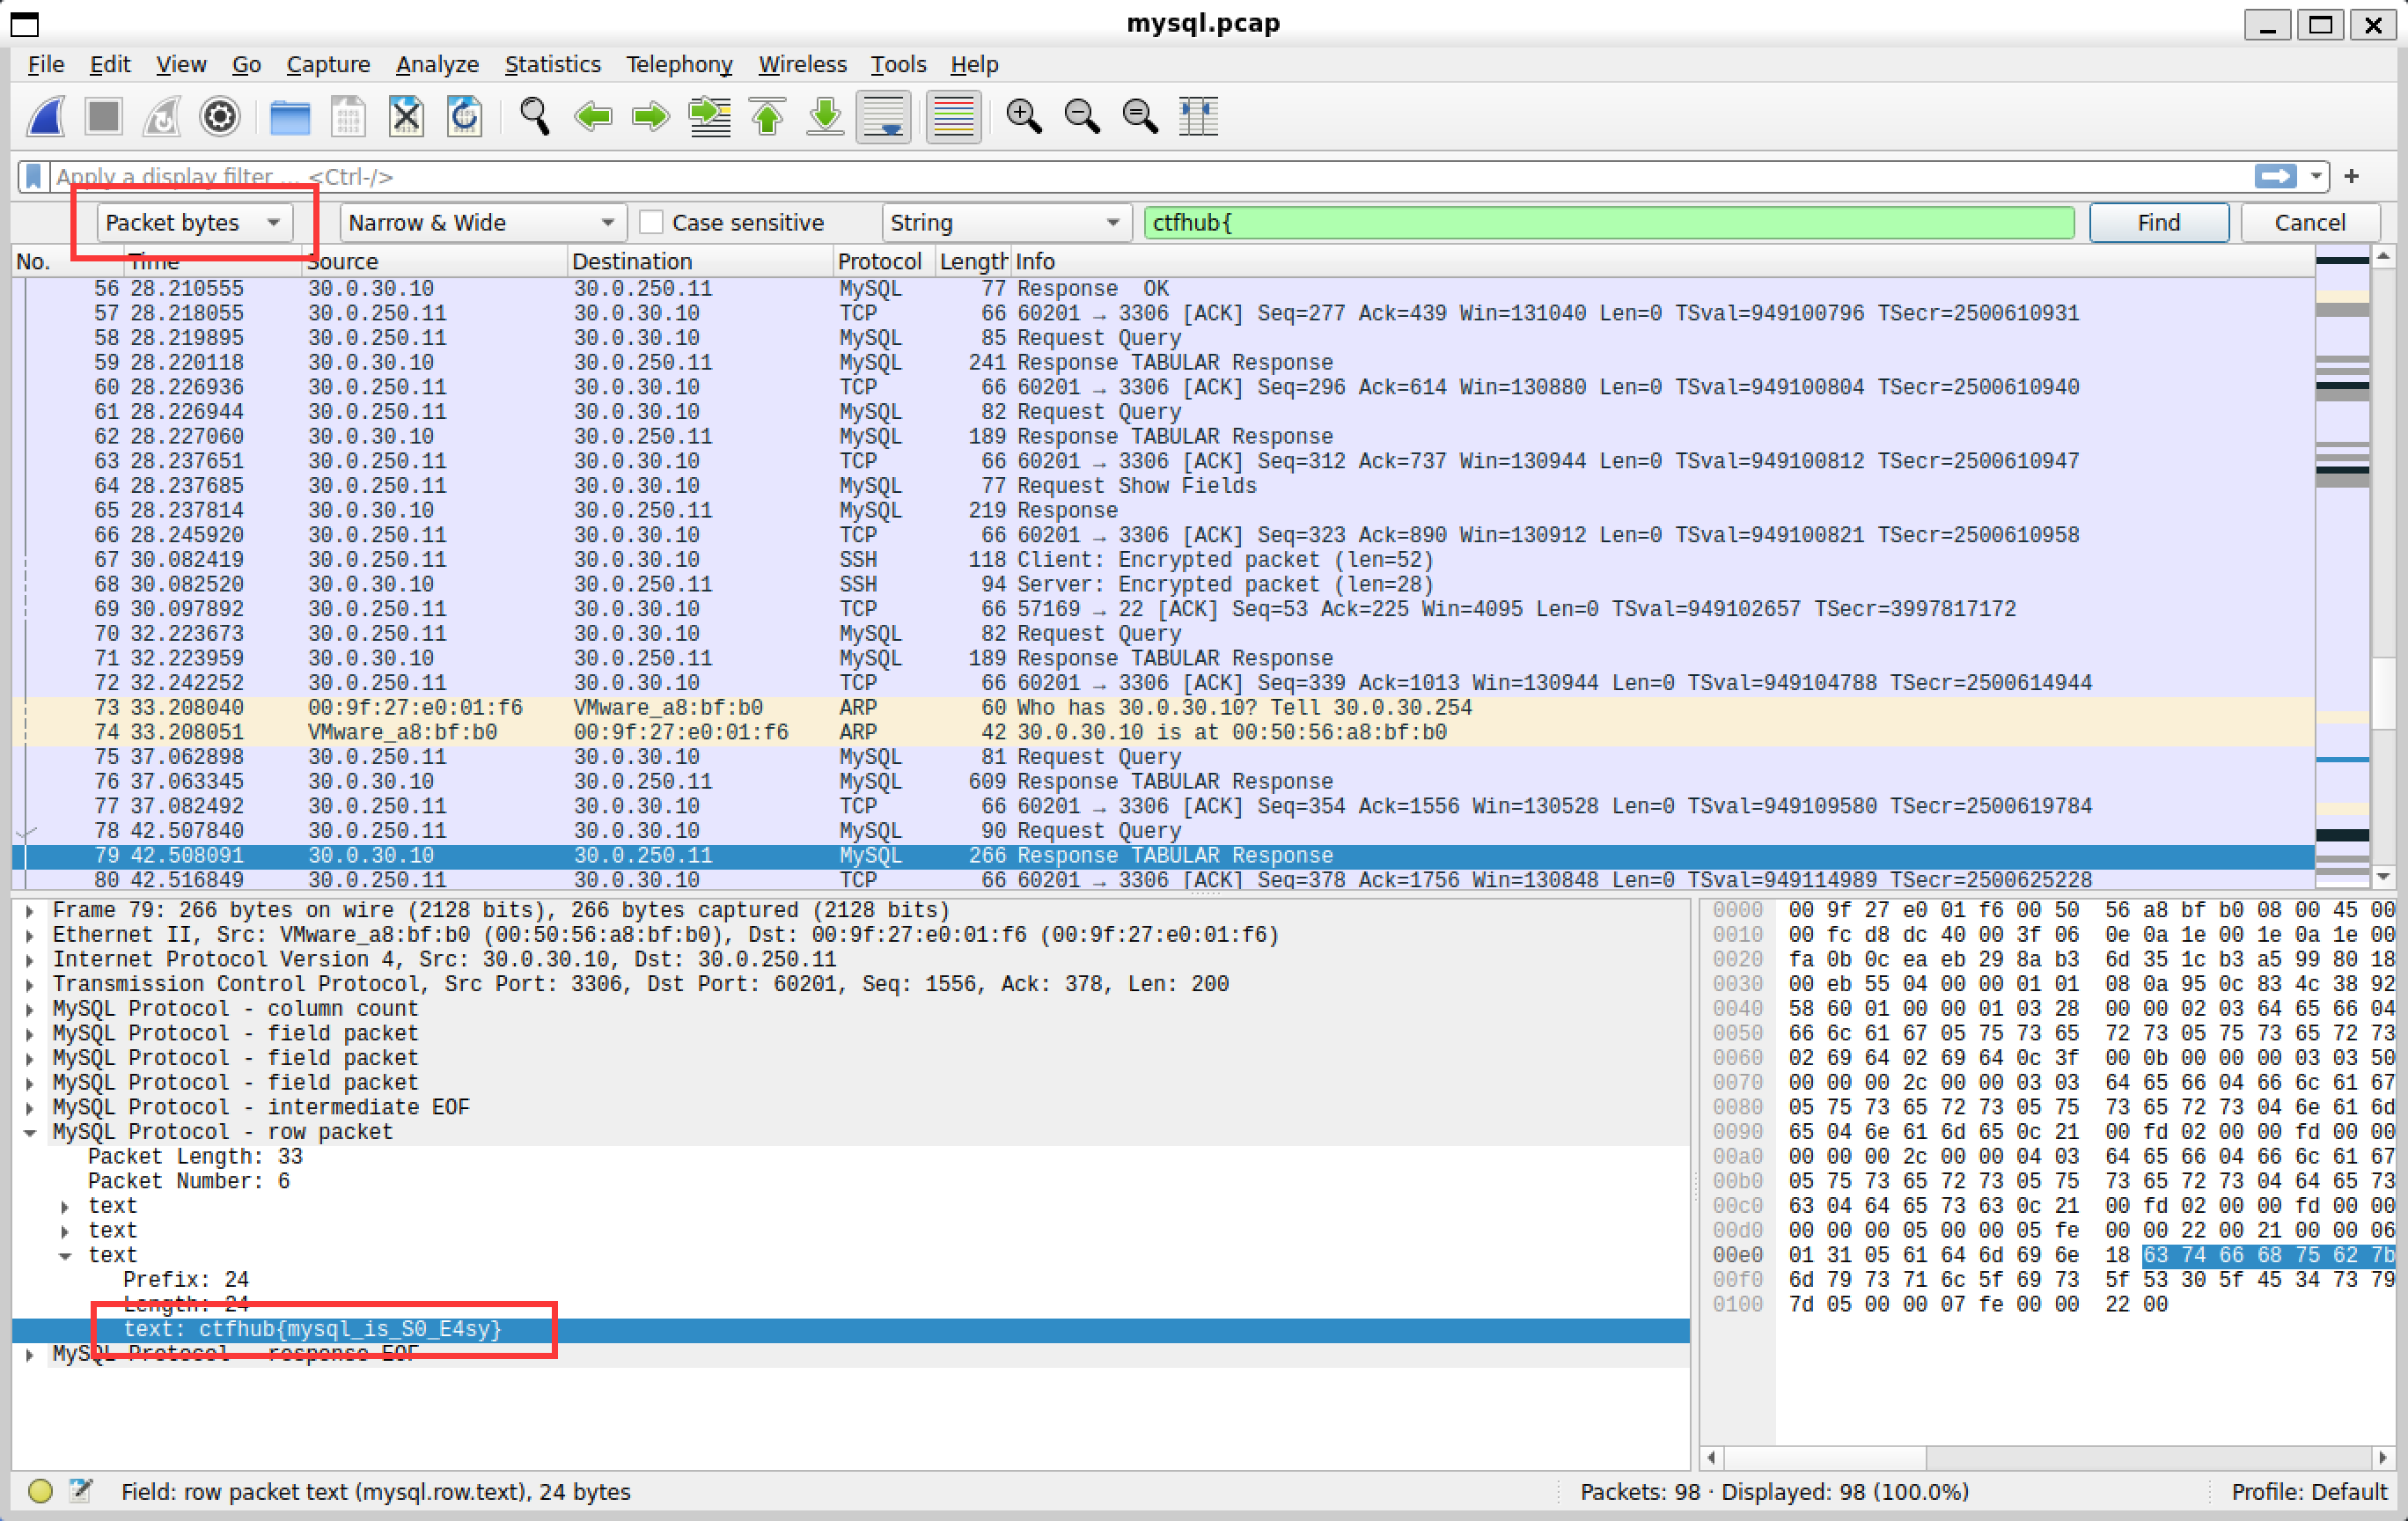 mysql.pcap
File Edit View Go Capture Analyze Statistics Telephony Wireless Tools Help
Apply a display filter ... <Ctrl-/>
Packet bytes Narrow & Wide Case sensitive String ctfhub{ Find Cancel
No. Time Source Destination Protocol Length Info
56 28.210555 30.0.30.10 30.0.250.11 MySQL 77 Response OK
57 28.218055 30.0.250.11 30.0.30.10 TCP 66 60201 → 3306 [ACK] Seq=277 Ack=439 Win=131040 Len=0 TSval=949100796 TSecr=2500610931
58 28.219895 30.0.250.11 30.0.30.10 MySQL 85 Request Query
59 28.220118 30.0.30.10 30.0.250.11 MySQL 241 Response TABULAR Response
60 28.226936 30.0.250.11 30.0.30.10 TCP 66 60201 → 3306 [ACK] Seq=296 Ack=614 Win=130880 Len=0 TSval=949100804 TSecr=2500610940
61 28.226944 30.0.250.11 30.0.30.10 MySQL 82 Request Query
62 28.227060 30.0.30.10 30.0.250.11 MySQL 189 Response TABULAR Response
63 28.237651 30.0.250.11 30.0.30.10 TCP 66 60201 → 3306 [ACK] Seq=312 Ack=737 Win=130944 Len=0 TSval=949100812 TSecr=2500610947
64 28.237685 30.0.250.11 30.0.30.10 MySQL 77 Request Show Fields
65 28.237814 30.0.30.10 30.0.250.11 MySQL 219 Response
66 28.245920 30.0.250.11 30.0.30.10 TCP 66 60201 → 3306 [ACK] Seq=323 Ack=890 Win=130912 Len=0 TSval=949100821 TSecr=2500610958
67 30.082419 30.0.250.11 30.0.30.10 SSH 118 Client: Encrypted packet (len=52)
68 30.082520 30.0.30.10 30.0.250.11 SSH 94 Server: Encrypted packet (len=28)
69 30.097892 30.0.250.11 30.0.30.10 TCP 66 57169 → 22 [ACK] Seq=53 Ack=225 Win=4095 Len=0 TSval=949102657 TSecr=3997817172
70 32.223673 30.0.250.11 30.0.30.10 MySQL 82 Request Query
71 32.223959 30.0.30.10 30.0.250.11 MySQL 189 Response TABULAR Response
72 32.242252 30.0.250.11 30.0.30.10 TCP 66 60201 → 3306 [ACK] Seq=339 Ack=1013 Win=130944 Len=0 TSval=949104788 TSecr=2500614944
73 33.208040 00:9f:27:e0:01:f6 VMware_a8:bf:b0 ARP 60 Who has 30.0.30.10? Tell 30.0.30.254
74 33.208051 VMware_a8:bf:b0 00:9f:27:e0:01:f6 ARP 42 30.0.30.10 is at 00:50:56:a8:bf:b0
75 37.062898 30.0.250.11 30.0.30.10 MySQL 81 Request Query
76 37.063345 30.0.30.10 30.0.250.11 MySQL 609 Response TABULAR Response
77 37.082492 30.0.250.11 30.0.30.10 TCP 66 60201 → 3306 [ACK] Seq=354 Ack=1556 Win=130528 Len=0 TSval=949109580 TSecr=2500619784
78 42.507840 30.0.250.11 30.0.30.10 MySQL 90 Request Query
79 42.508091 30.0.30.10 30.0.250.11 MySQL 266 Response TABULAR Response
80 42.516849 30.0.250.11 30.0.30.10 TCP 66 60201 → 3306 [ACK] Seq=378 Ack=1756 Win=130848 Len=0 TSval=949114989 TSecr=2500625228
Frame 79: 266 bytes on wire (2128 bits), 266 bytes captured (2128 bits)
Ethernet II, Src: VMware_a8:bf:b0 (00:50:56:a8:bf:b0), Dst: 00:9f:27:e0:01:f6 (00:9f:27:e0:01:f6)
Internet Protocol Version 4, Src: 30.0.30.10, Dst: 30.0.250.11
Transmission Control Protocol, Src Port: 3306, Dst Port: 60201, Seq: 1556, Ack: 378, Len: 200
MySQL Protocol - column count
MySQL Protocol - field packet
MySQL Protocol - field packet
MySQL Protocol - field packet
MySQL Protocol - intermediate EOF
MySQL Protocol - row packet
Packet Length: 33
Packet Number: 6
text
text
text
Prefix: 24
Length: 24
text: ctfhub{mysql_is_S0_E4sy}
MySQL Protocol - response EOF
0000 00 9f 27 e0 01 f6 00 50 56 a8 bf b0 08 00 45 00
0010 00 fc d8 dc 40 00 3f 06 0e 0a 1e 00 1e 0a 1e 00
0020 fa 0b 0c ea eb 29 8a b3 6d 35 1c b3 a5 99 80 18
0030 00 eb 55 04 00 00 01 01 08 0a 95 0c 83 4c 38 92
0040 58 60 01 00 00 01 03 28 00 00 02 03 64 65 66 04
0050 66 6c 61 67 05 75 73 65 72 73 05 75 73 65 72 73
0060 02 69 64 02 69 64 0c 3f 00 0b 00 00 00 03 03 50
0070 00 00 00 2c 00 00 03 03 64 65 66 04 66 6c 61 67
0080 05 75 73 65 72 73 05 75 73 65 72 73 04 6e 61 6d
0090 65 04 6e 61 6d 65 0c 21 00 fd 02 00 00 fd 00 00
00a0 00 00 00 2c 00 00 04 03 64 65 66 04 66 6c 61 67
00b0 05 75 73 65 72 73 05 75 73 65 72 73 04 64 65 73
00c0 63 04 64 65 73 63 0c 21 00 fd 02 00 00 fd 00 00
00d0 00 00 00 05 00 00 05 fe 00 00 22 00 21 00 00 06
00e0 01 31 05 61 64 6d 69 6e 18 63 74 66 68 75 62 7b
00f0 6d 79 73 71 6c 5f 69 73 5f 53 30 5f 45 34 73 79
0100 7d 05 00 00 07 fe 00 00 22 00
Field: row packet text (mysql.row.text), 24 bytes Packets: 98 · Displayed: 98 (100.0%) Profile: Default